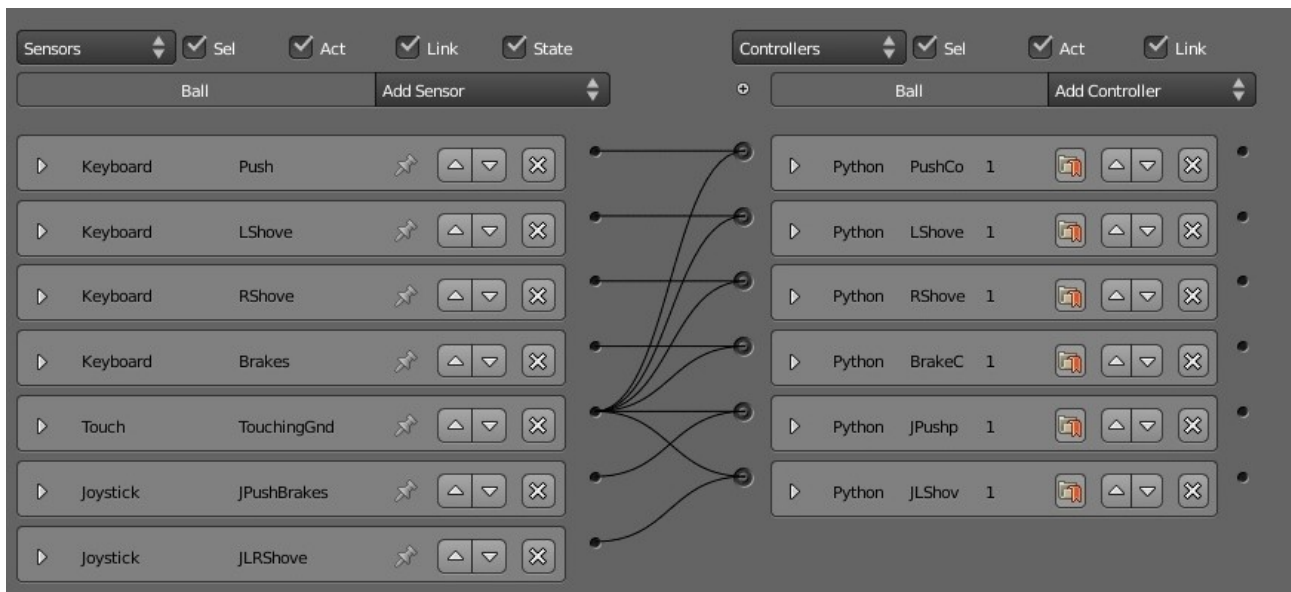 Sensors Sel Act Link State Controllers Sel Act Link
Ball Add Sensor Ball Add Controller
Keyboard Push Python PushCo 1
Keyboard LShove Python LShove 1
Keyboard RShove Python RShove 1
Keyboard Brakes Python BrakeC 1
Touch TouchingGnd Python JPushp 1
Joystick JPushBrakes Python JLShov 1
Joystick JLRShove